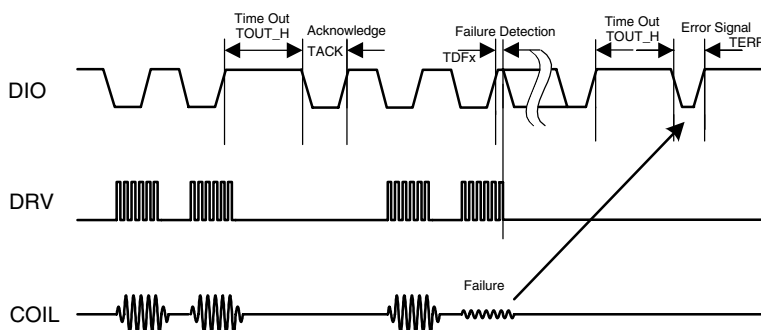 Time Out
TOUT_H
Acknowledge
TACK
Failure Detection
TDFx
Time Out
TOUT_H
Error Signal
TERR
DIO
DRV
Failure
COIL